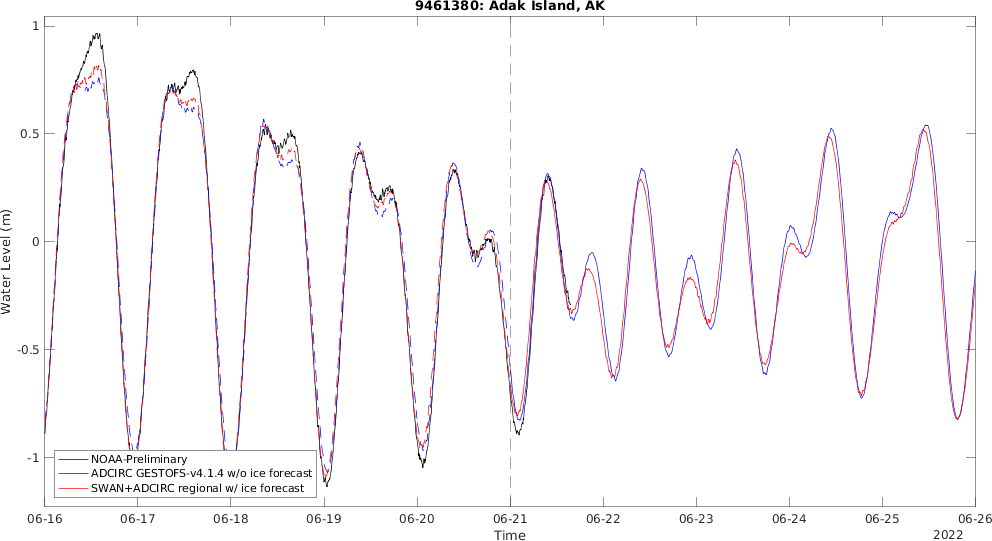 9461380: Adak Island, AK
Water Level (m)
1
0.5
0
-0.5
-1
NOAA-Preliminary
ADCIRC GESTOFS-v4.1.4 w/o ice forecast
SWAN+ADCIRC regional w/ ice forecast
06-16 06-17 06-18 06-19 06-20 06-21 06-22 06-23 06-24 06-25 06-26
Time
2022